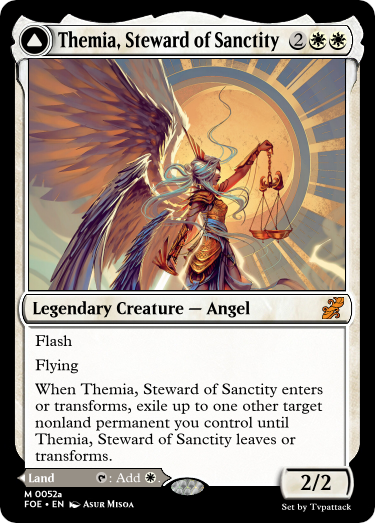 Themia, Steward of Sanctity 2
Legendary Creature — Angel
Flash
Flying
When Themia, Steward of Sanctity enters
or transforms, exile up to one other target
nonland permanent you control until
Themia, Steward of Sanctity leaves or
transforms.
Land : Add .
2/2
M 0052a
FOE • EN Asur Misoa
Set by Tvpattack